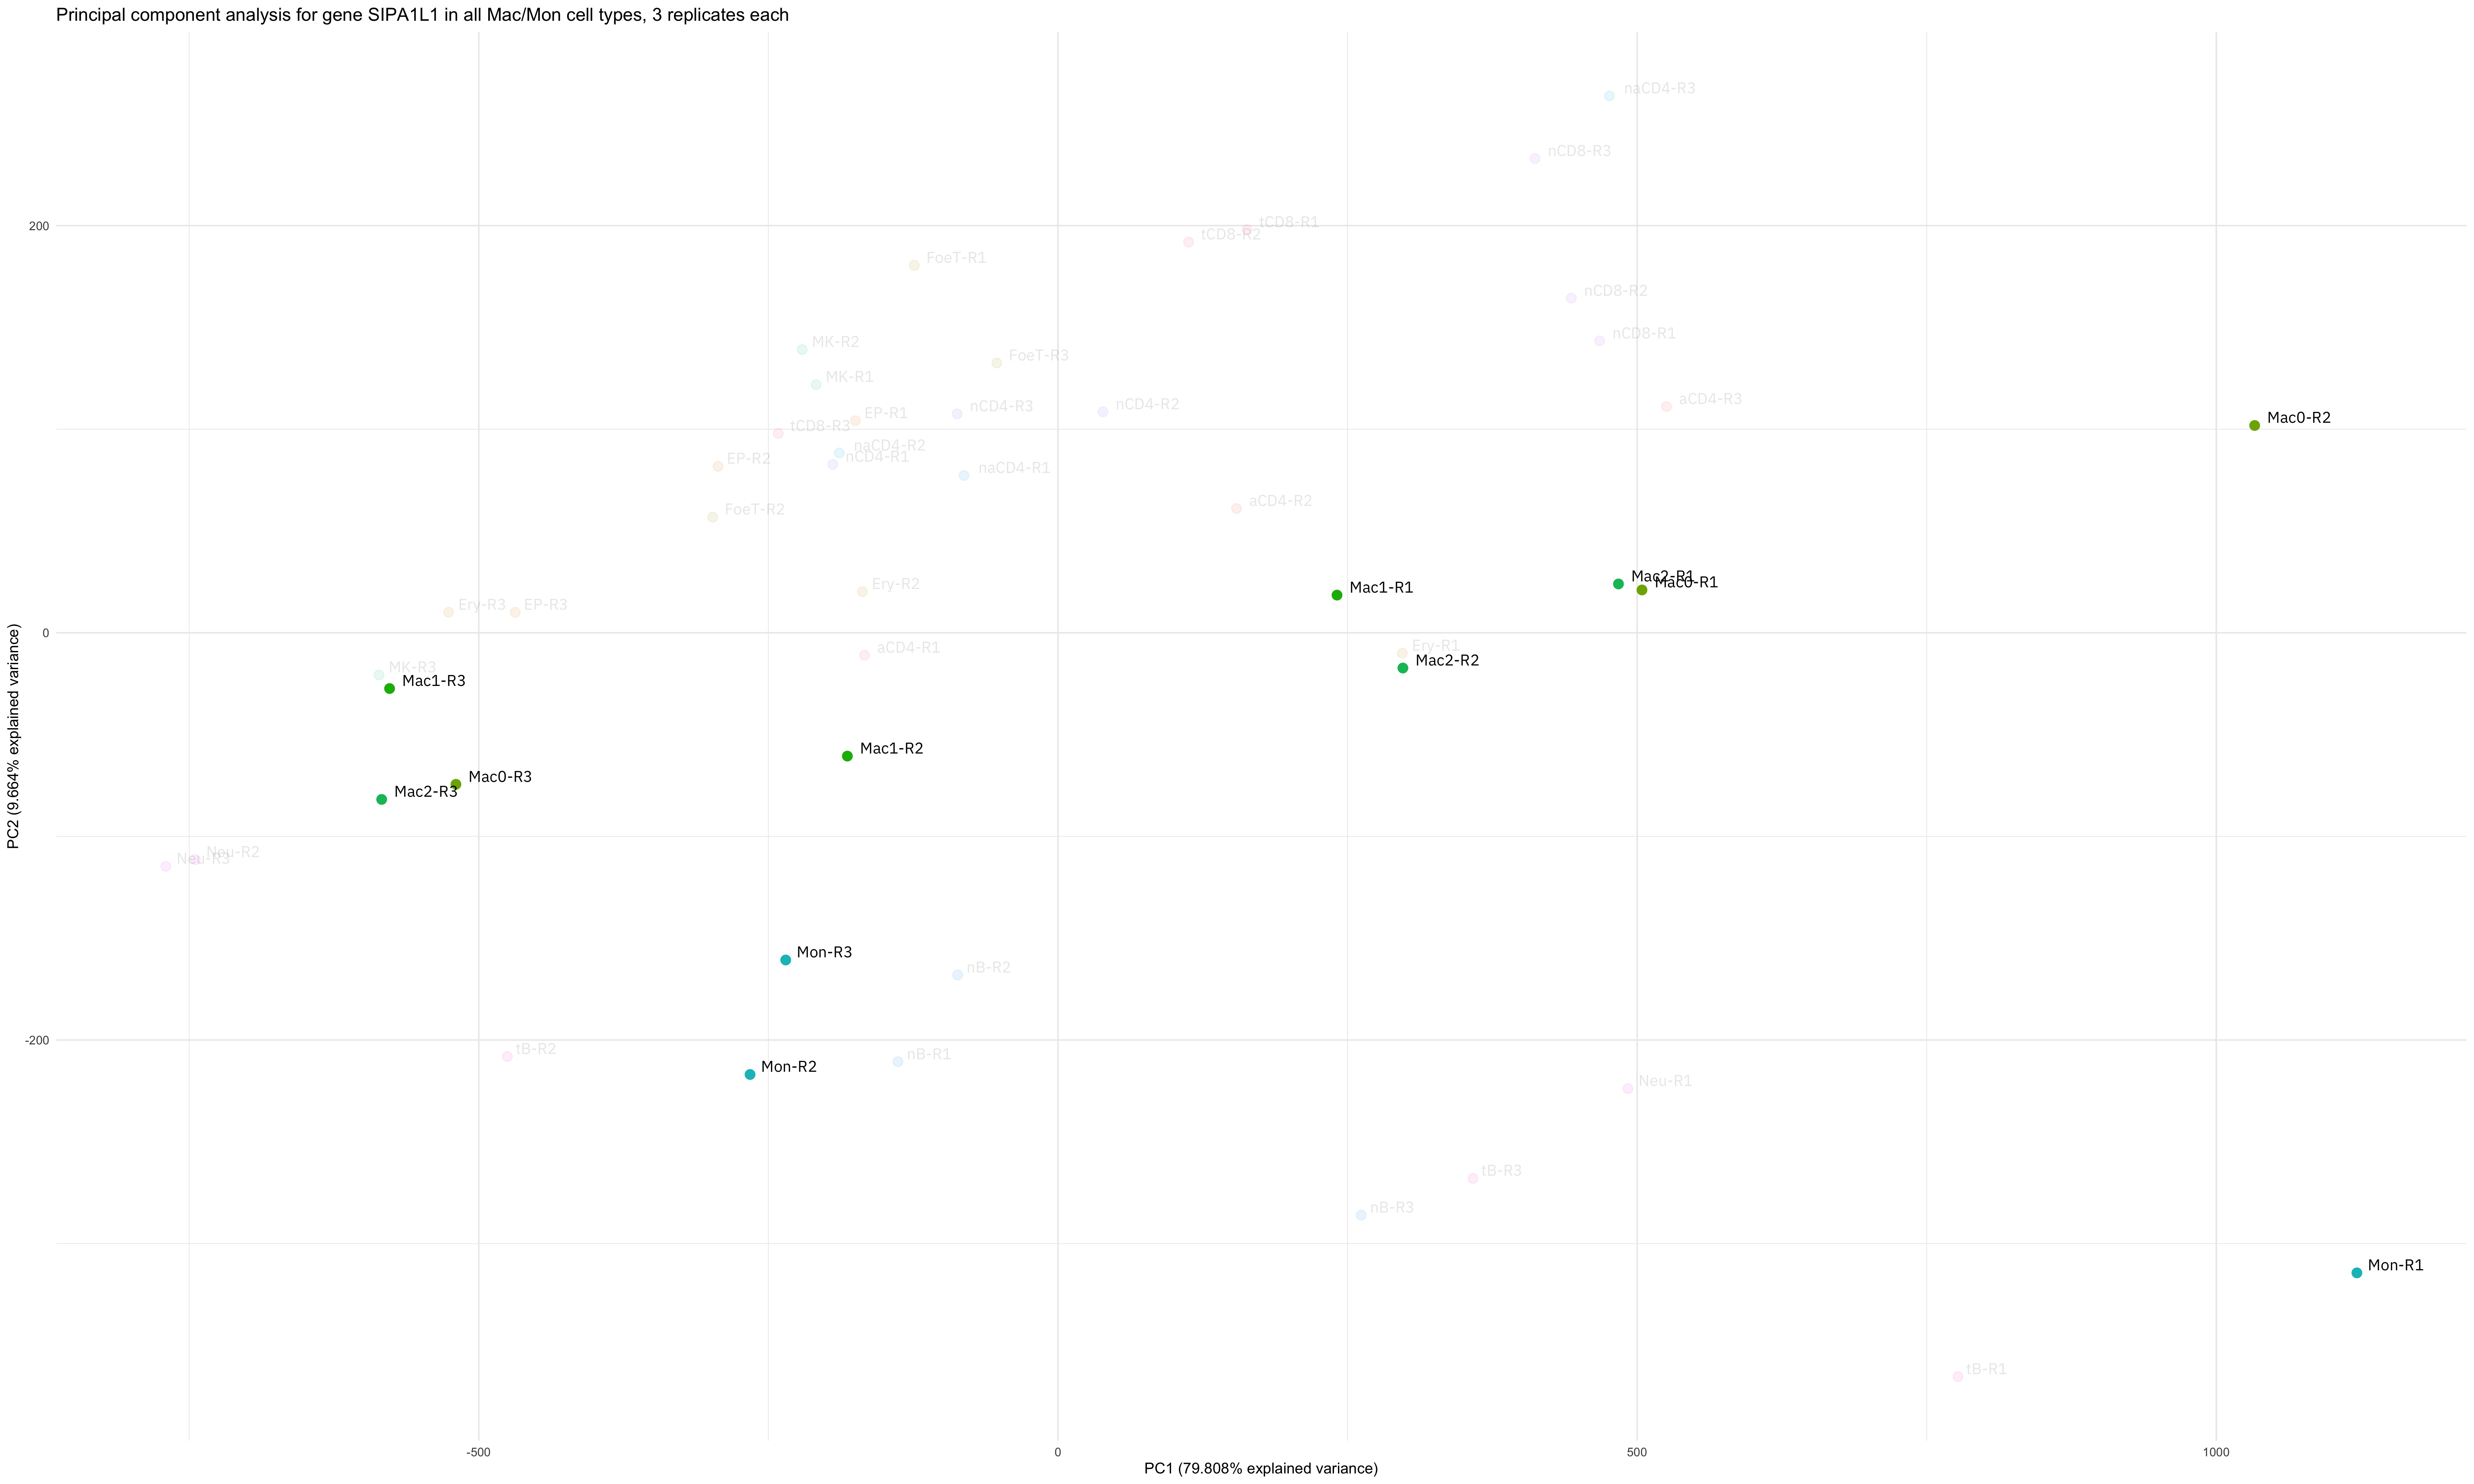 Principal component analysis for gene SIPA1L1 in all Mac/Mon cell types, 3 replicates each
naCD4-R3
nCD8-R3
tCD8-R1
200
tCD8-R2
FoeT-R1
nCD8-R2
nCD8-R1
MK-R2
FoeT-R3
MK-R1
aCD4-R3
nCD4-R3
nCD4-R2
EP-R1
Mac0-R2
tCD8-R3
naCD4-R2
nCD4-R1
EP-R2
naCD4-R1
aCD4-R2
FoeT-R2
Mac2-R1
Mac0-R1
Ery-R2
Mac1-R1
Ery-R3
EP-R3
0
aCD4-R1
Ery-R1
Mac2-R2
MK-R3
Mac1-R3
PC2 (9.664% explained variance)
Mac1-R2
Mac0-R3
Mac2-R3
Neu-R2
Neu-R3
Mon-R3
nB-R2
-200
tB-R2
nB-R1
Mon-R2
Neu-R1
tB-R3
nB-R3
Mon-R1
tB-R1
-500
0
500
1000
PC1 (79.808% explained variance)